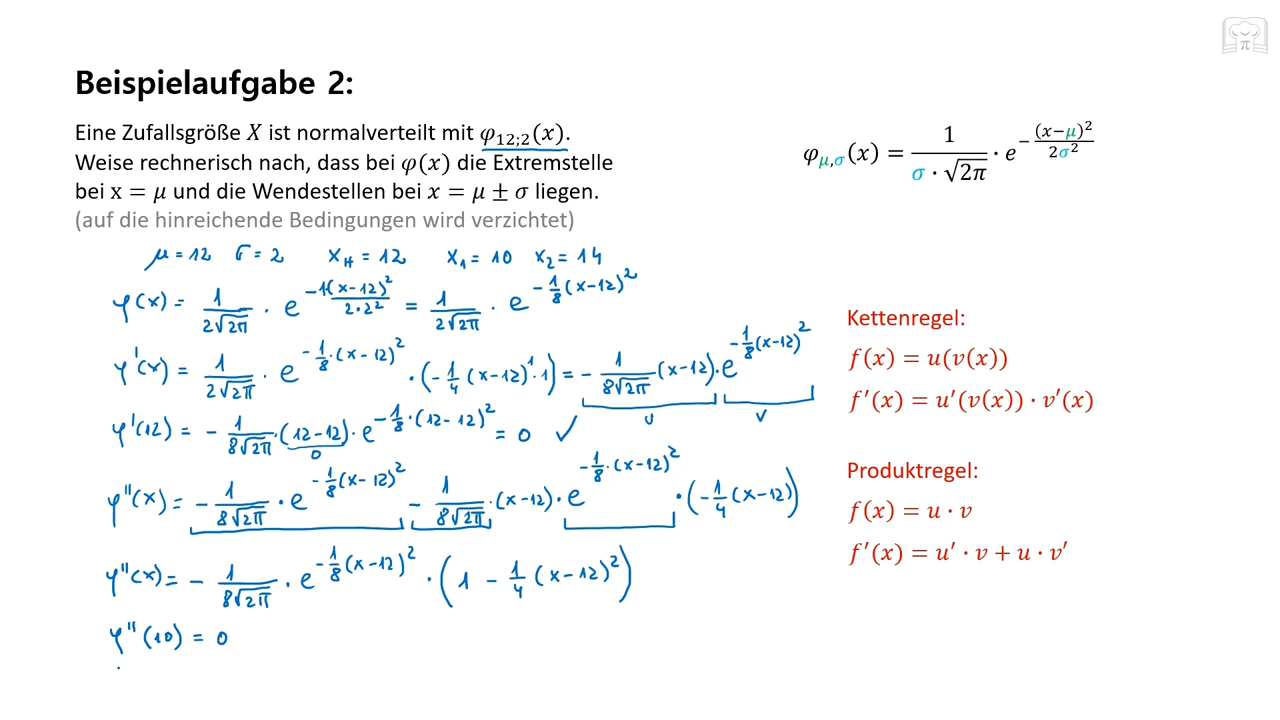 Beispielaufgabe 2:
Eine Zufallsgröße X ist normalverteilt mit φ₁₂;₂(x).
Weise rechnerisch nach, dass bei φ(x) die Extremstelle
bei x = μ und die Wendestellen bei x = μ ± σ liegen.
(auf die hinreichende Bedingungen wird verzichtet)
φ_{μ,σ}(x) = 1/(σ · √(2π)) · e^{−(x−μ)²/(2σ²)}
μ = 12 σ = 2 x_H = 12 x₁ = 10 x₂ = 14
φ(x) = 1/(2√(2π)) · e^{−1(x−12)²/(2·2²)} = 1/(2√(2π)) · e^{−1/8(x−12)²}
φ'(x) = 1/(2√(2π)) · e^{−1/8·(x−12)²} · (−1/4(x−12)¹·1) = −1/(8√(2π))(x−12) · e^{−1/8(x−12)²}
U V
φ'(12) = −1/(8√(2π)) · (12−12) · e^{−1/8·(12−12)²} = 0 ✓
0
φ''(x) = −1/(8√(2π)) · e^{−1/8(x−12)²} − 1/(8√(2π)) · (x−12) · e^{−1/8·(x−12)²} · (−1/4(x−12))
φ''(x) = −1/(8√(2π)) · e^{−1/8(x−12)²} · (1 − 1/4(x−12)²)
φ''(10) = 0
Kettenregel:
f(x) = u(v(x))
f'(x) = u'(v(x)) · v'(x)
Produktregel:
f(x) = u · v
f'(x) = u' · v + u · v'
π